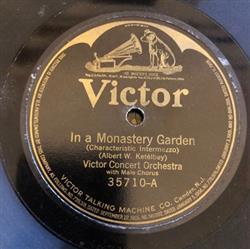 "HIS MASTER'S VOICE"
Victor
In a Monastery Garden
(Characteristic Intermezzo)
(Albert W. Ketélbey)
Victor Concert Orchestra
with Male Chorus
35710-A
VICTOR TALKING MACHINE CO. Camden, N.J.